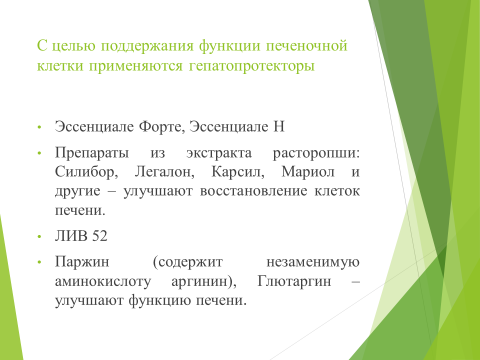 С целью поддержания функции печеночной
клетки применяются гепатопротекторы
• Эссенциале Форте, Эссенциале Н
• Препараты из экстракта расторопши:
Силибор, Легалон, Карсил, Мариол и
другие – улучшают восстановление клеток
печени.
• ЛИВ 52
• Паржин (содержит незаменимую
аминокислоту аргинин), Глютаргин –
улучшают функцию печени.